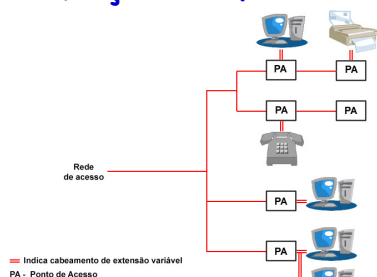 PA
PA
PA
PA
Rede
de acesso
PA
PA
Indica cabeamento de extensão variável
PA - Ponto de Acesso